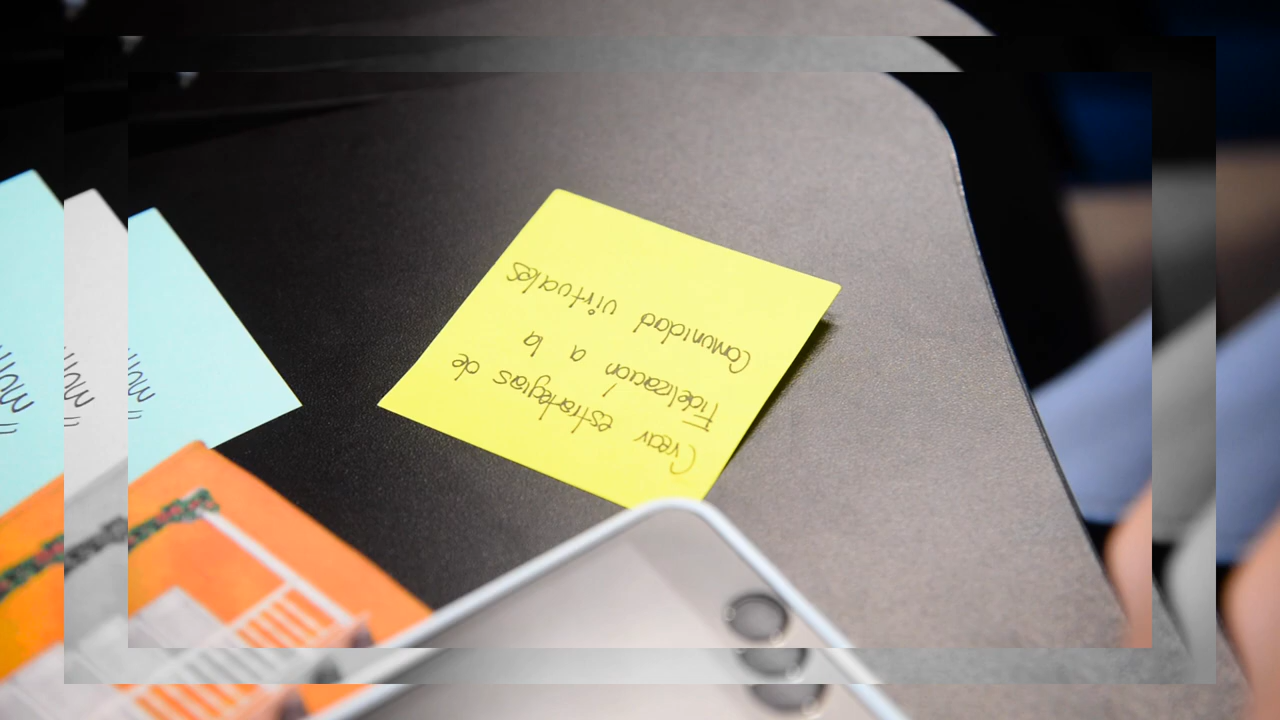 Crear estrategias de
Fidelización a la
Comunidad virtuales